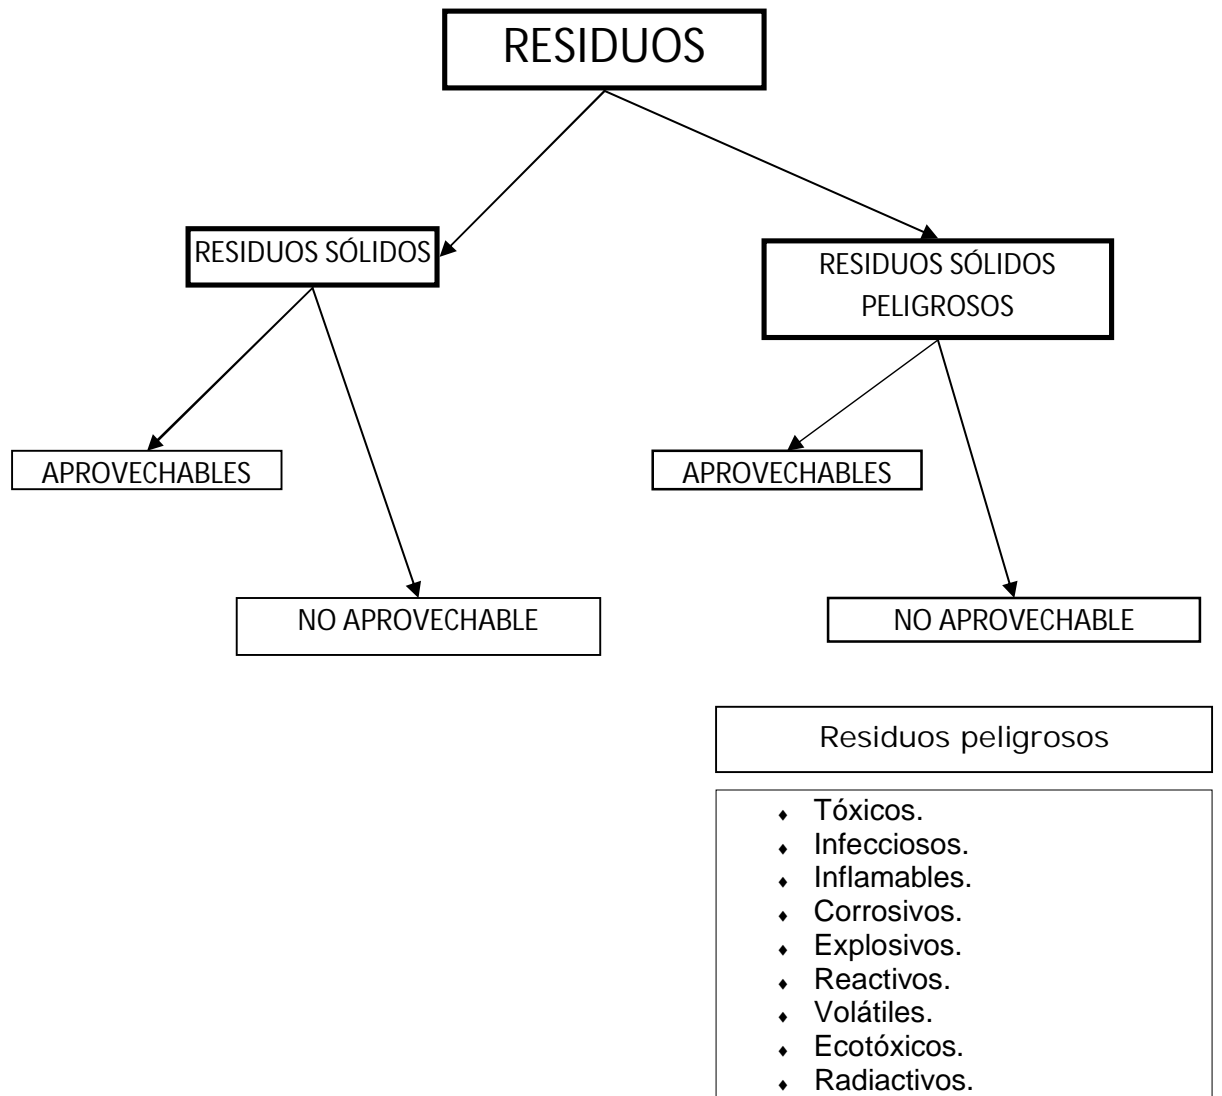 RESIDUOS
RESIDUOS SÓLIDOS
RESIDUOS SÓLIDOS
PELIGROSOS
APROVECHABLES
APROVECHABLES
NO APROVECHABLE
NO APROVECHABLE
Residuos peligrosos
♦ Tóxicos.
♦ Infecciosos.
♦ Inflamables.
♦ Corrosivos.
♦ Explosivos.
♦ Reactivos.
♦ Volátiles.
♦ Ecotóxicos.
♦ Radiactivos.